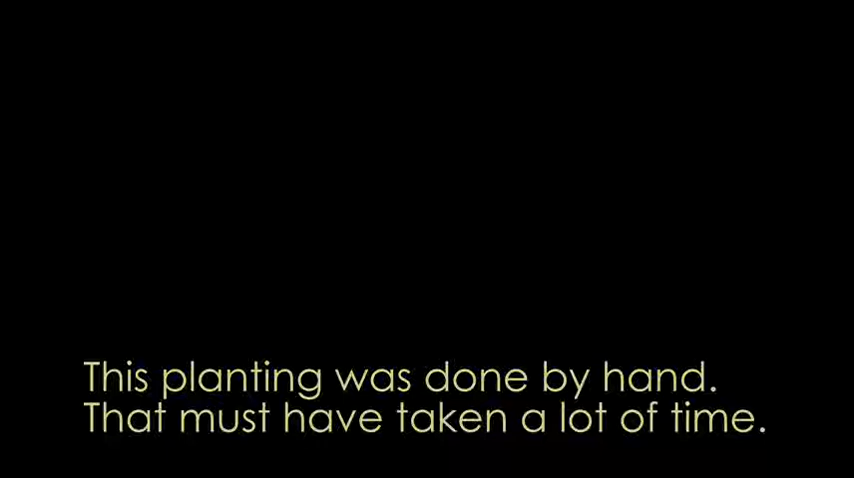 This planting was done by hand.
That must have taken a lot of time.